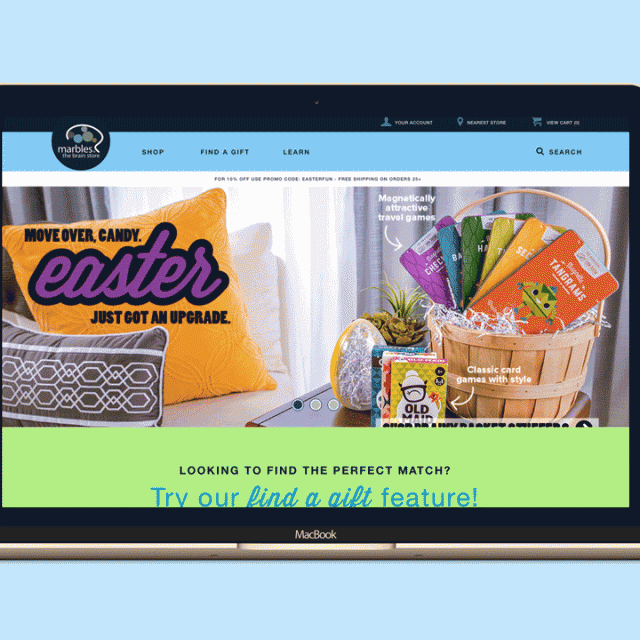 YOUR ACCOUNT
NEAREST STORE
VIEW CART (0)
marbles
the brain store
SHOP
FIND A GIFT
LEARN
SEARCH
FOR 10% OFF USE PROMO CODE: EASTERFUN - FREE SHIPPING ON ORDERS 25+
MOVE OVER, CANDY.
easter
JUST GOT AN UPGRADE.
Magnetically
attractive
travel games
TANGRAMS
Classic card
games with style
OLD
MAID
LOOKING TO FIND THE PERFECT MATCH?
Try our find a gift feature!
MacBook